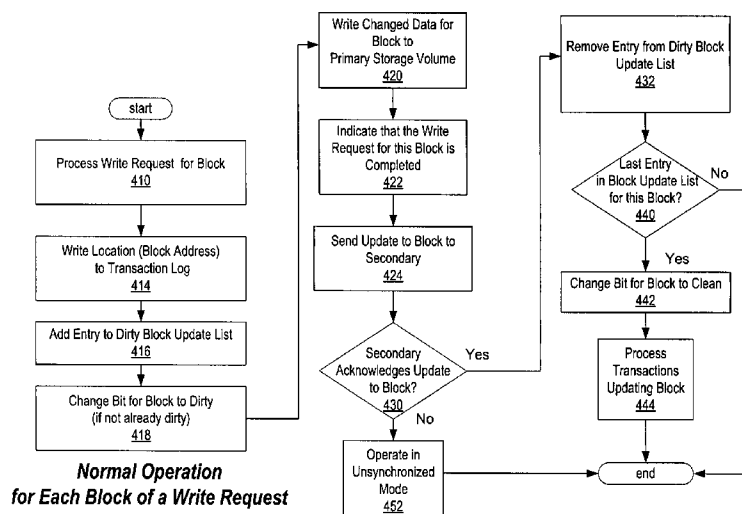 start
Process Write Request for Block
410
Write Location (Block Address)
to Transaction Log
414
Add Entry to Dirty Block Update List
416
Change Bit for Block to Dirty
(if not already dirty)
418
Normal Operation
for Each Block of a Write Request
Write Changed Data for
Block to
Primary Storage Volume
420
Indicate that the Write
Request for this Block is
Completed
422
Send Update to Block to
Secondary
424
Secondary
Acknowledges Update
to Block?
430
Yes
No
Operate in
Unsynchronized
Mode
452
Remove Entry from Dirty Block
Update List
432
Last Entry
in Block Update List
for this Block?
440
No
Yes
Change Bit for Block to Clean
442
Process
Transactions
Updating Block
444
end